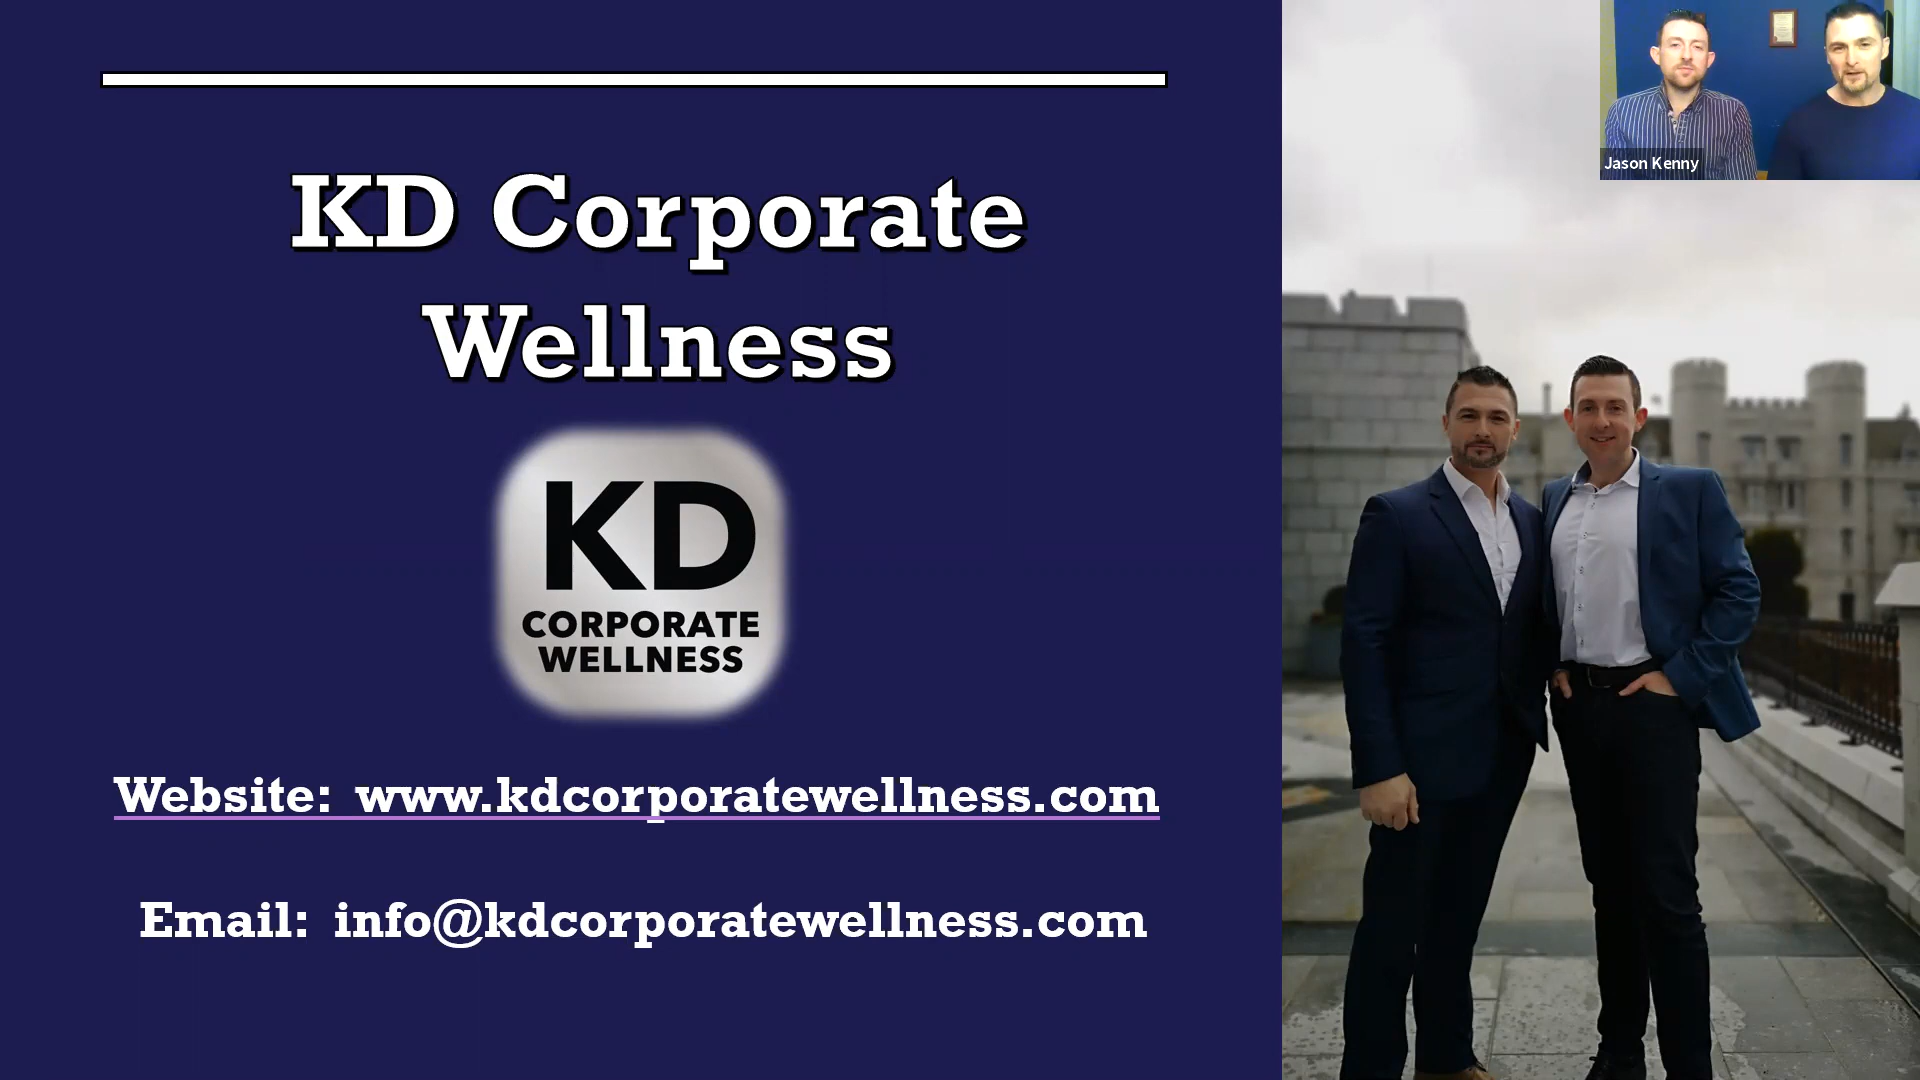 KD Corporate
Wellness
KD
CORPORATE
WELLNESS
Website: www.kdcorporatewellness.com
Email: info@kdcorporatewellness.com
Jason Kenny